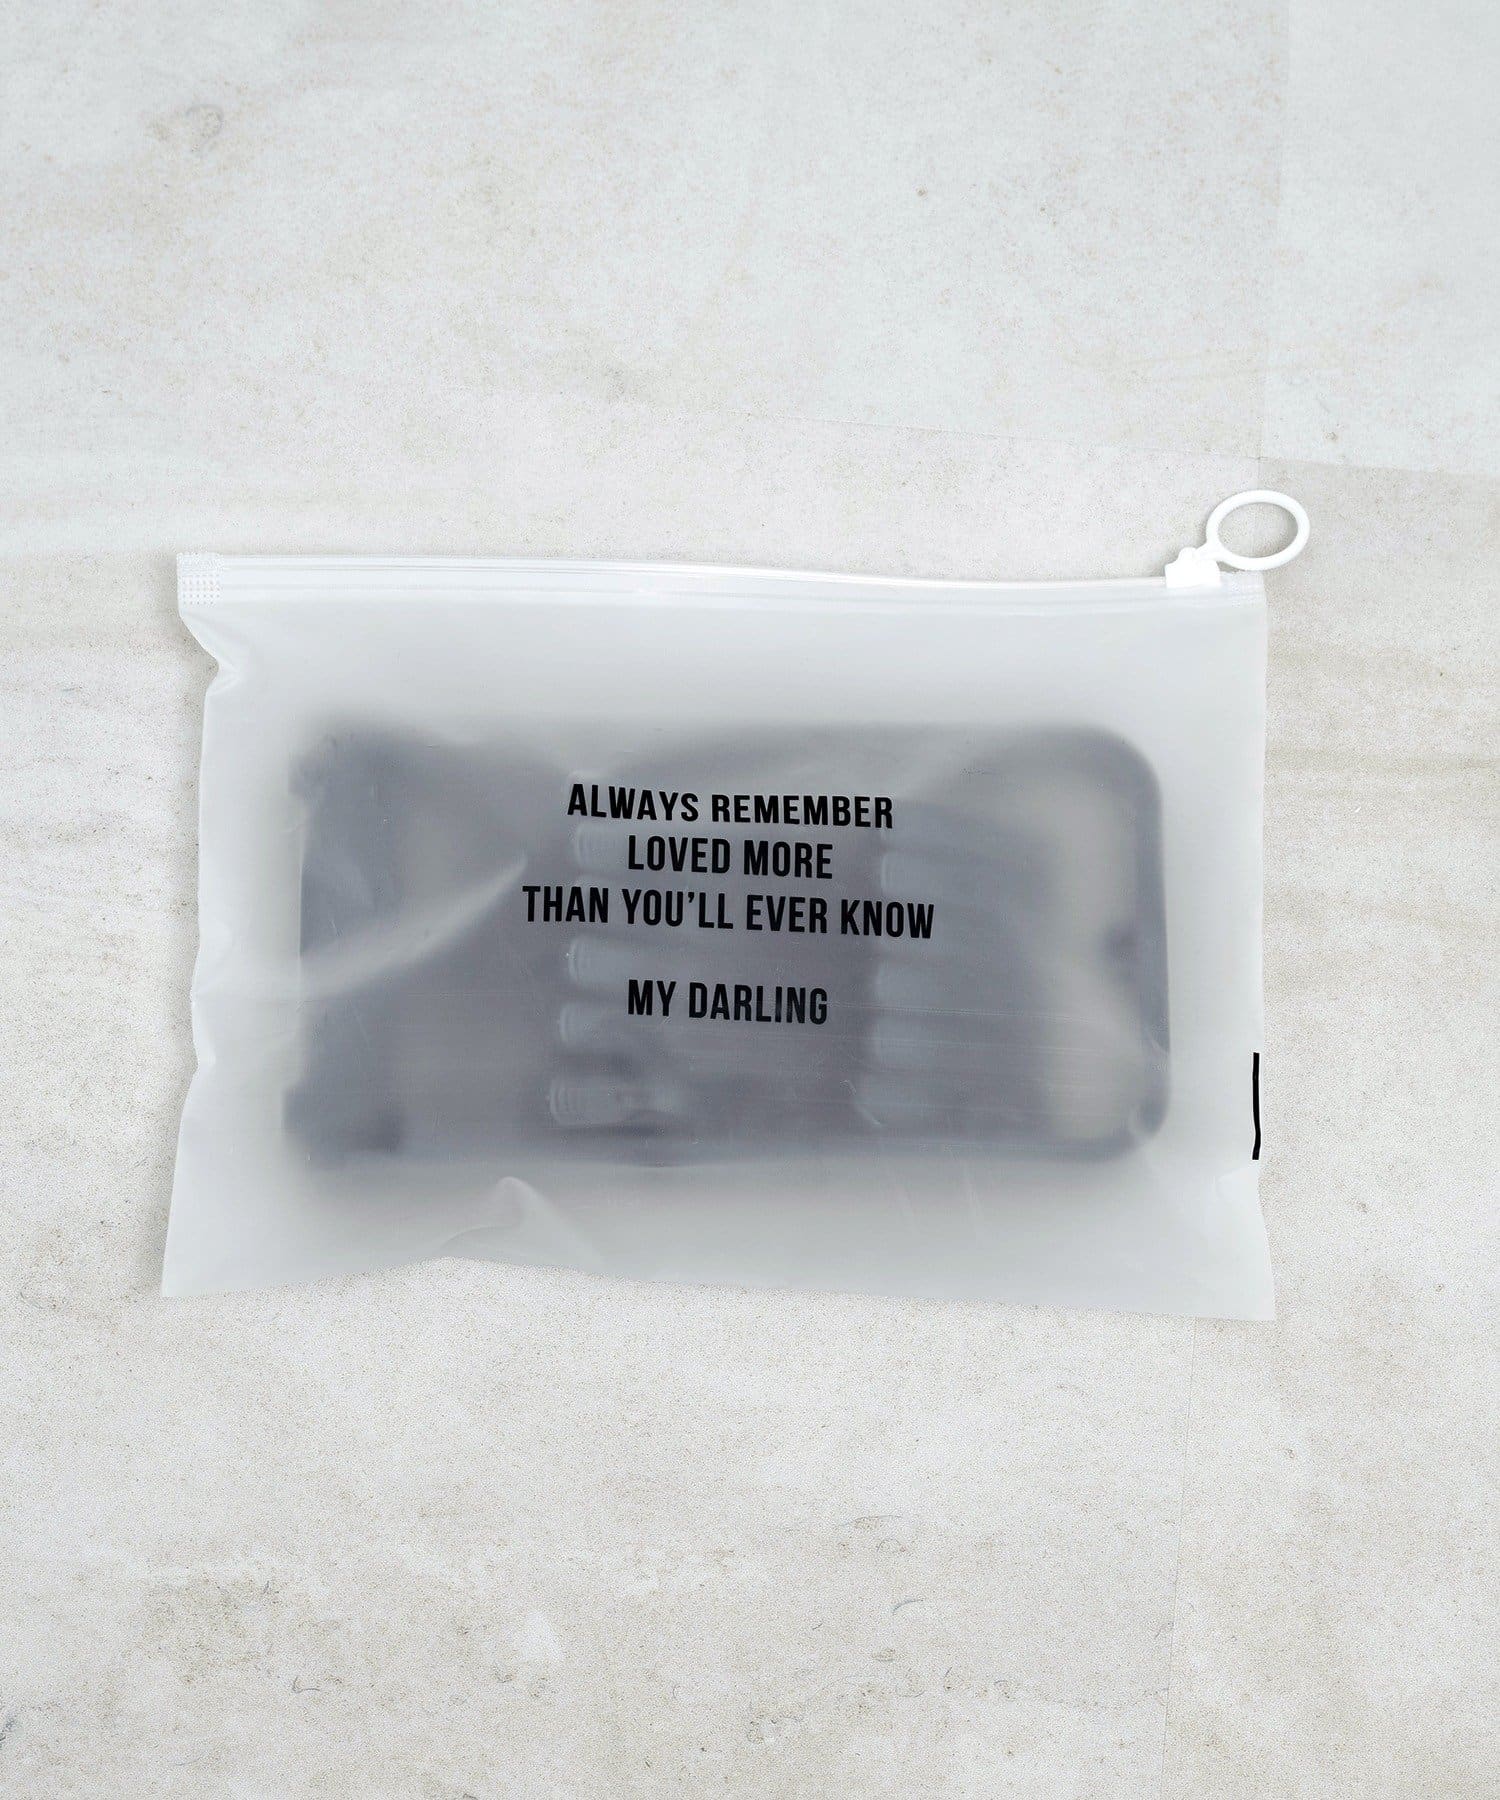 ALWAYS REMEMBER
LOVED MORE
THAN YOU'LL EVER KNOW
MY DARLING